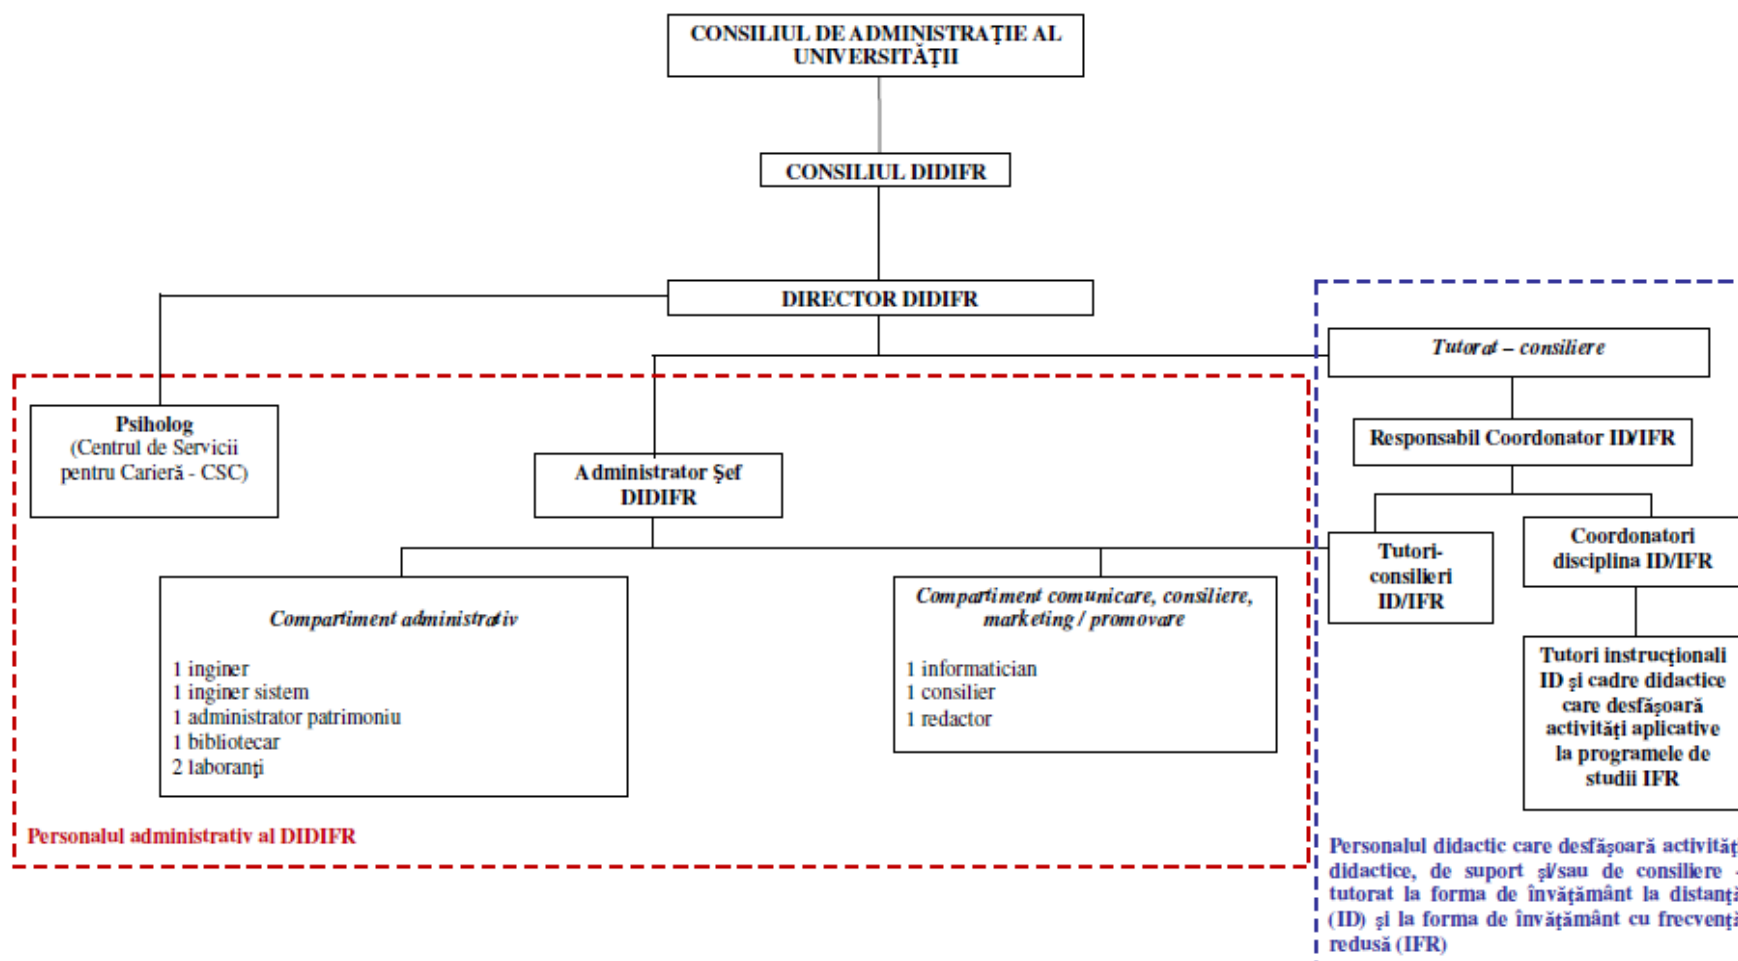 CONSILIUL DE ADMINISTRAŢIE AL
UNIVERSITĂŢII
CONSILIUL DIDIFR
DIRECTOR DIDIFR
Tutorat – consiliere
Psiholog
(Centrul de Servicii
pentru Carieră - CSC)
Responsabil Coordonator ID/IFR
Administrator Şef
DIDIFR
Tutori-
consilieri
ID/IFR
Coordonatori
disciplina ID/IFR
Compartiment administrativ
1 inginer
1 inginer sistem
1 administrator patrimoniu
1 bibliotecar
2 laboranţi
Compartiment comunicare, consiliere,
marketing / promovare
1 informatician
1 consilier
1 redactor
Tutori instrucţionali
ID şi cadre didactice
care desfăşoară
activităţi aplicative
la programele de
studii IFR
Personalul administrativ al DIDIFR
Personalul didactic care desfăşoară activităţ
didactice, de suport şi/sau de consiliere -
tutorat la forma de învăţământ la distanţă
(ID) şi la forma de învăţământ cu frecvenţă
redusă (IFR)